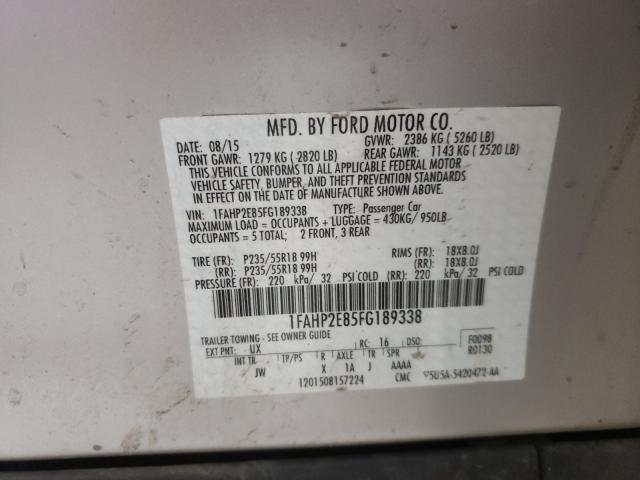 MFD. BY FORD MOTOR CO.
DATE: 08/15 GVWR: 2386 KG ( 5260 LB)
FRONT GAWR: 1279 KG ( 2820 LB) REAR GAWR: 1143 KG ( 2520 LB)
THIS VEHICLE CONFORMS TO ALL APPLICABLE FEDERAL MOTOR
VEHICLE SAFETY, BUMPER, AND THEFT PREVENTION STANDARDS
IN EFFECT ON THE DATE OF MANUFACTURE SHOWN ABOVE.
VIN: 1FAHP2E85FG189338 TYPE: Passenger Car
MAXIMUM LOAD = OCCUPANTS + LUGGAGE = 430KG/ 950LB
OCCUPANTS = 5 TOTAL; 2 FRONT, 3 REAR
TIRE (FR): P235/55R18 99H RIMS (FR): 18X8.0J
(RR): P235/55R18 99H (RR): 18X8.0J
PRESSURE (FR): 220 kPa/ 32 PSI COLD (RR): 220 kPa/ 32 PSI COLD
1FAHP2E85FG189338
TRAILER TOWING - SEE OWNER GUIDE F0098
EXT PNT: UX RC: 16 DSO: R0130
INT TR TP/PS R AXLE TR SPR
JW X 1A J AAAA
1201508157224 CMC 5U5A-5420472-AA